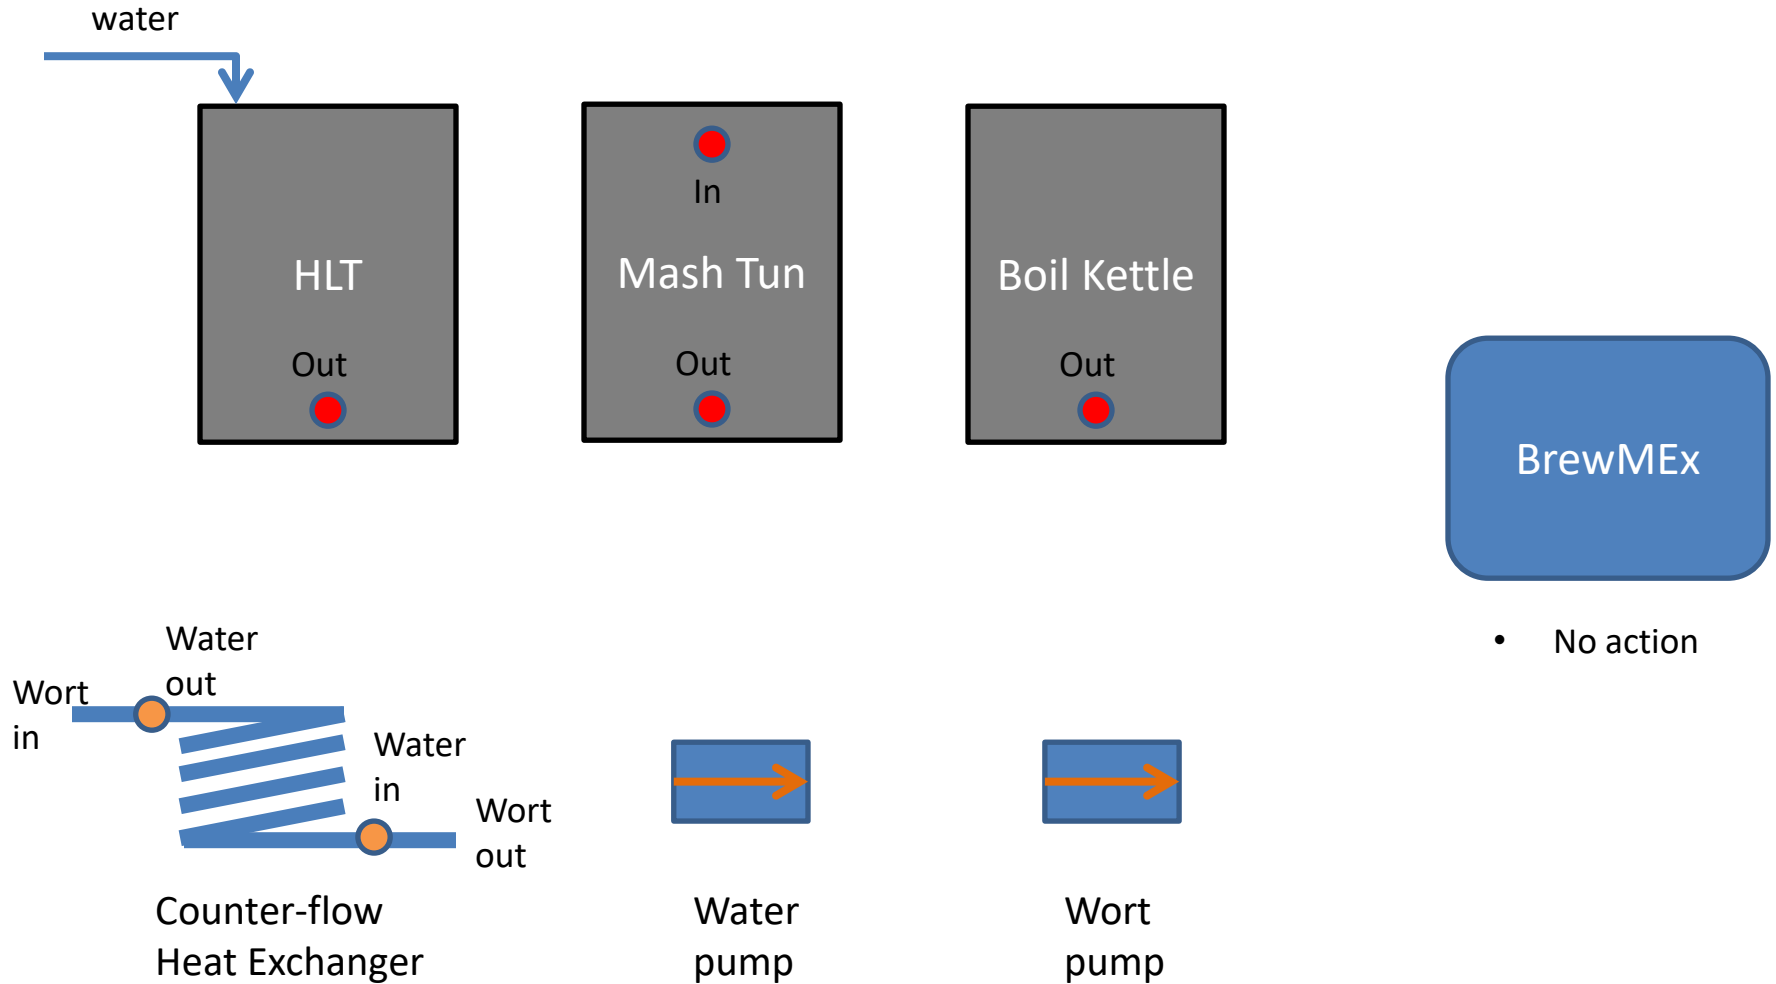 water
In
HLT
Mash Tun
Boil Kettle
Out
Out
Out
BrewMEx
• No action
Water
out
Wort
in
Water
in
Wort
out
Counter-flow
Heat Exchanger
Water
pump
Wort
pump